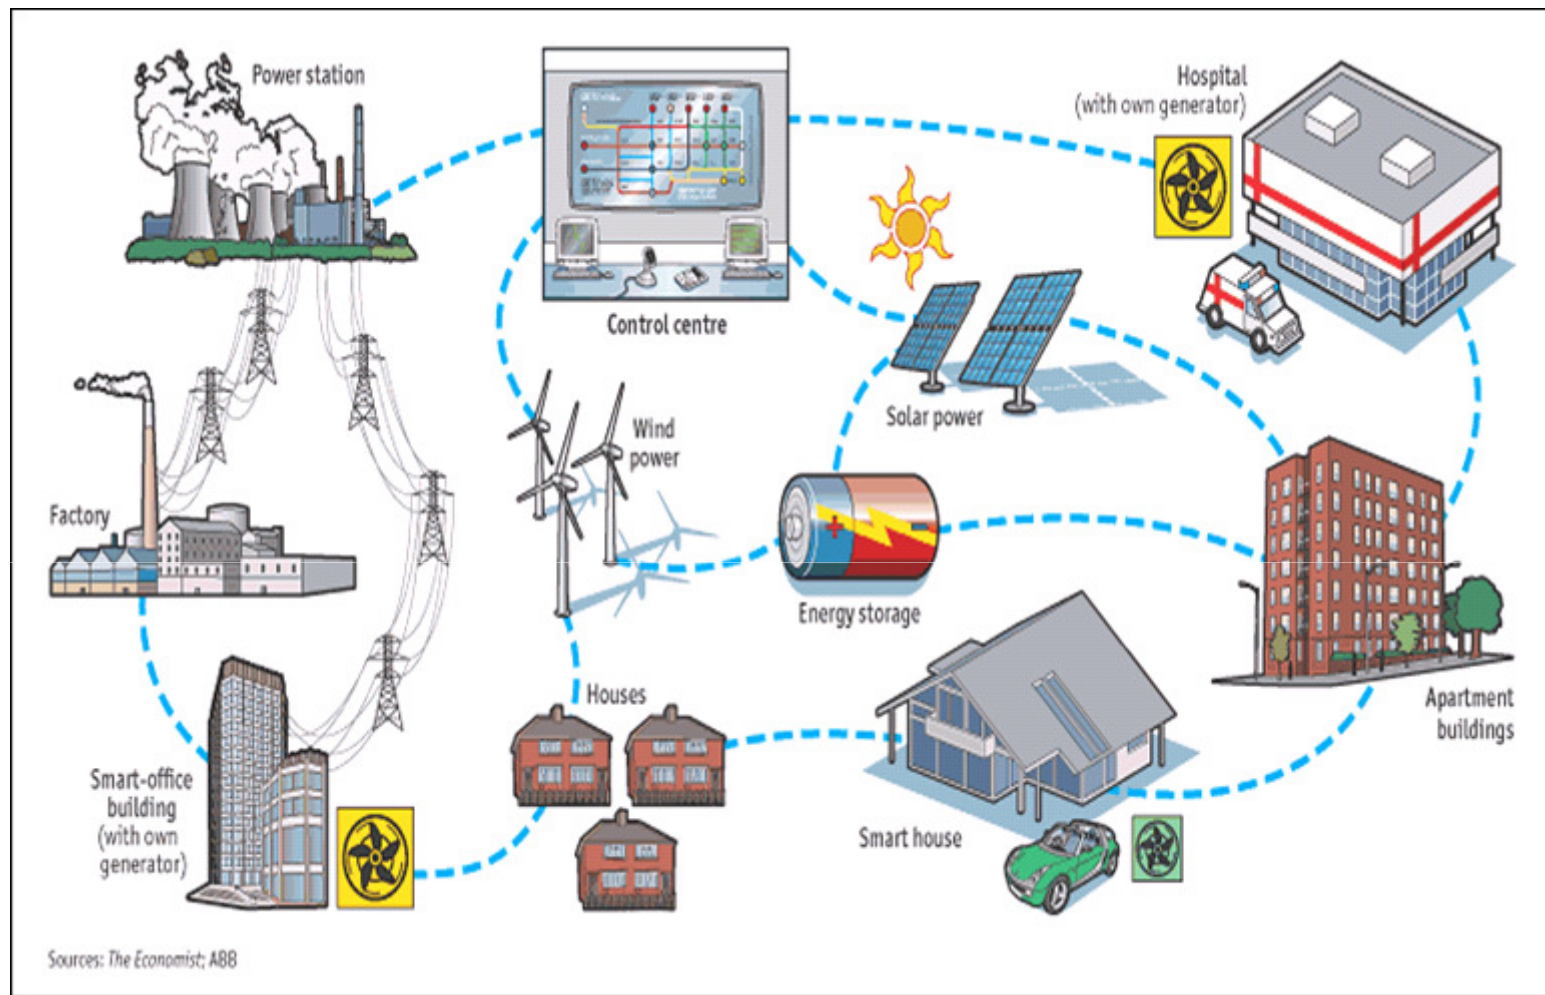 Power station
Hospital
(with own generator)
Control centre
Solar power
Wind
power
Factory
Energy storage
Houses
Apartment
buildings
Smart-office
building
(with own
generator)
Smart house
Sources: The Economist; ABB